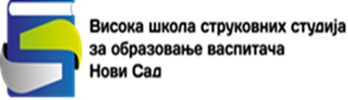 Висока школа струковних студија
за образовање васпитача
Нови Сад